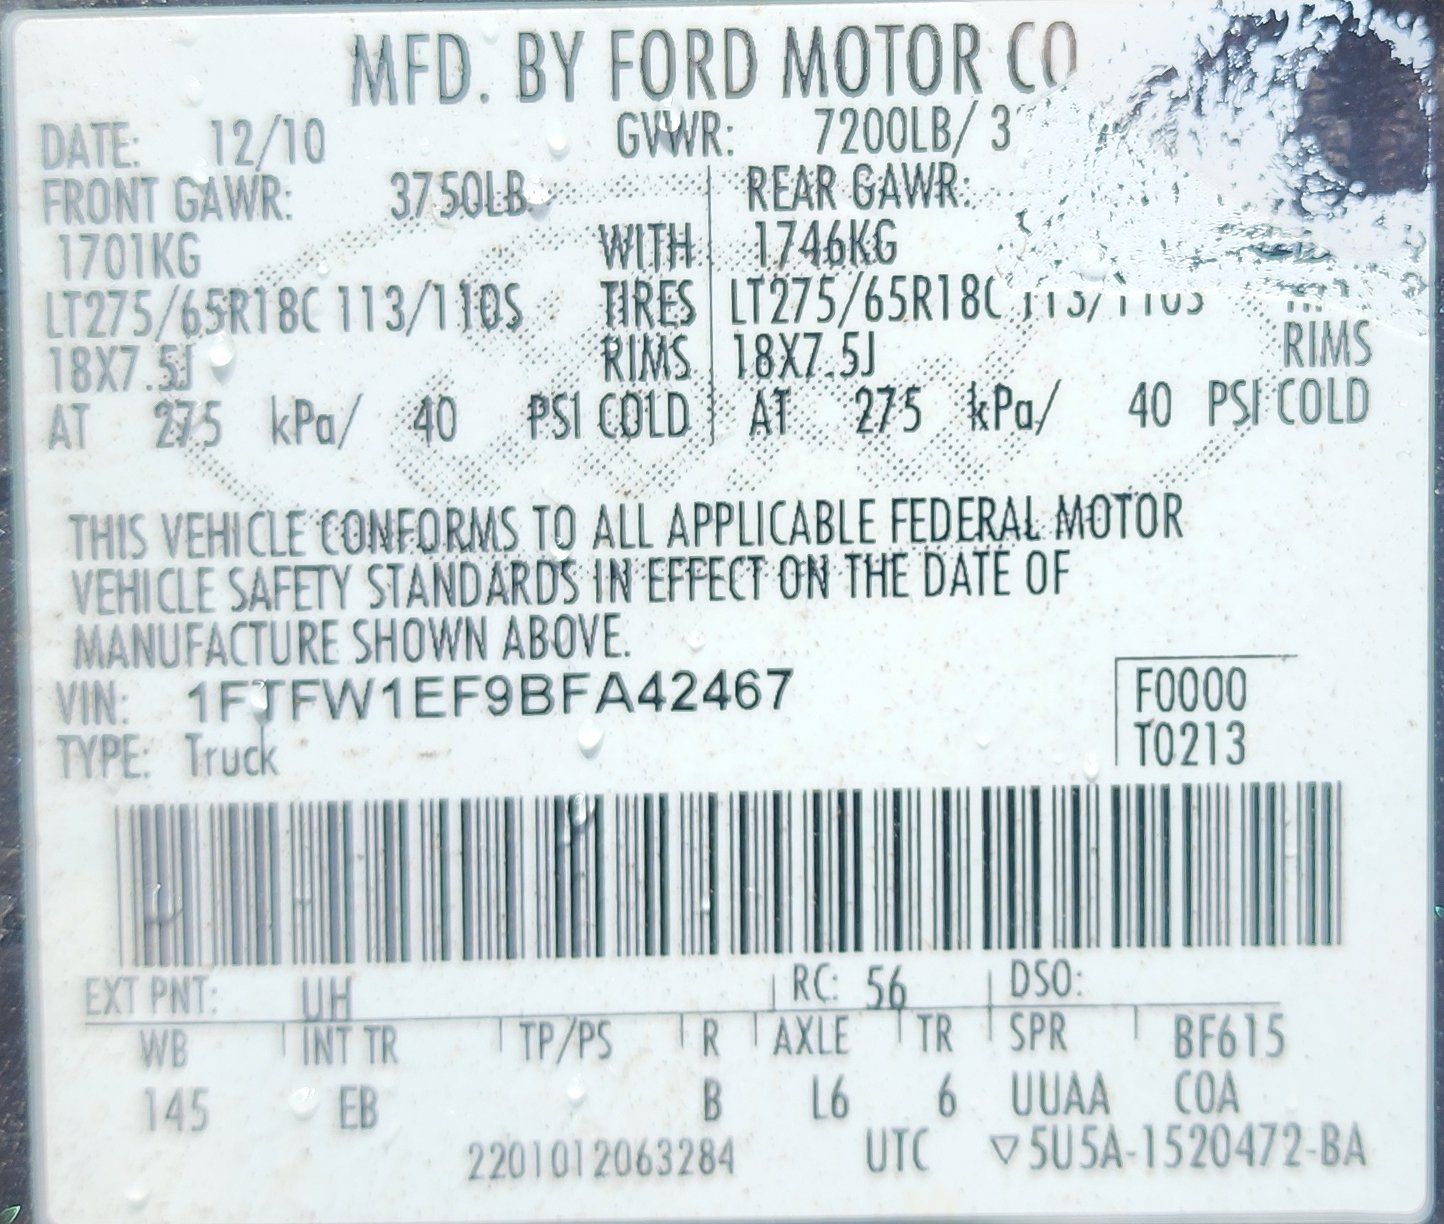 MFD. BY FORD MOTOR CO
DATE: 12/10 GVWR: 7200LB/
FRONT GAWR: 3750LB REAR GAWR:
1701KG WITH 1746KG
LT275/65R18C 113/110S TIRES LT275/65R18C 113/110S
18X7.5J RIMS 18X7.5J RIMS
AT 275 kPa/ 40 PSI COLD AT 275 kPa/ 40 PSI COLD
THIS VEHICLE CONFORMS TO ALL APPLICABLE FEDERAL MOTOR
VEHICLE SAFETY STANDARDS IN EFFECT ON THE DATE OF
MANUFACTURE SHOWN ABOVE.
VIN: 1FTFW1EF9BFA42467 F0000
TYPE: Truck T0213
EXT PNT: UH RC: 56 DSO:
WB INT TR TP/PS R AXLE TR SPR BF615
145 EB B L6 6 UUAA COA
2201012063284 UTC ▽5U5A-1520472-BA